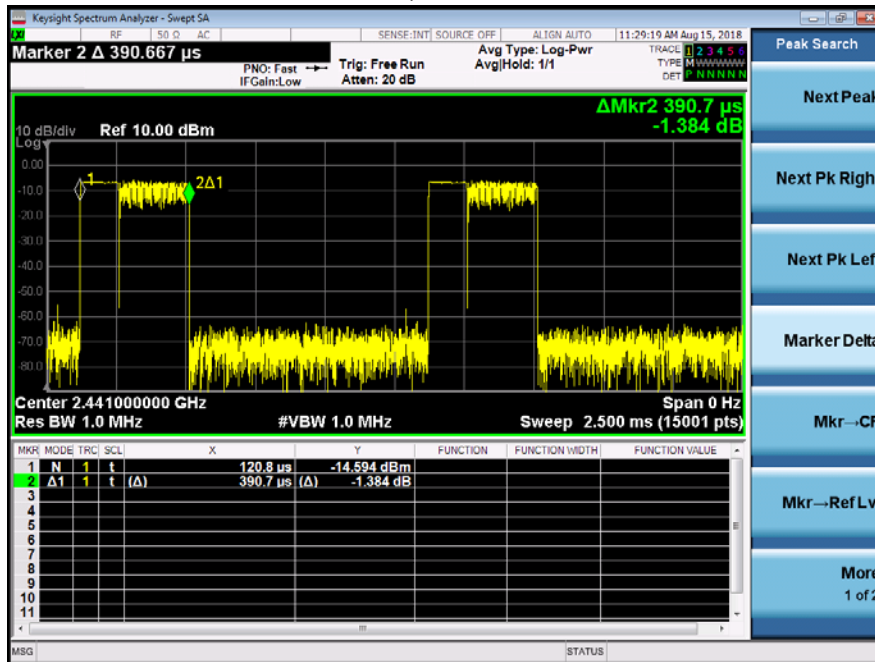 Keysight Spectrum Analyzer - Swept SA
LXI RF 50 Ω AC SENSE:INT SOURCE OFF ALIGN AUTO 11:29:19 AM Aug 15, 2018
Marker 2 Δ 390.667 µs
PNO: Fast
IFGain:Low
Trig: Free Run
Atten: 20 dB
Avg Type: Log-Pwr
Avg|Hold: 1/1
TRACE 1 2 3 4 5 6
TYPE M WWWWW
DET P N N N N N
Peak Search
ΔMkr2 390.7 µs
-1.384 dB
10 dB/div Ref 10.00 dBm
Log
0.00
-10.0
-20.0
-30.0
-40.0
-50.0
-60.0
-70.0
-80.0
1
2Δ1
Center 2.441000000 GHz Span 0 Hz
Res BW 1.0 MHz #VBW 1.0 MHz Sweep 2.500 ms (15001 pts)
MKR MODE TRC SCL X Y FUNCTION FUNCTION WIDTH FUNCTION VALUE
1 N 1 t 120.8 µs -14.594 dBm
2 Δ1 1 t (Δ) 390.7 µs (Δ) -1.384 dB
3
4
5
6
7
8
9
10
11
MSG STATUS
Next Peak
Next Pk Righ
Next Pk Lef
Marker Delta
Mkr→CF
Mkr→Ref Lv
More
1 of 2